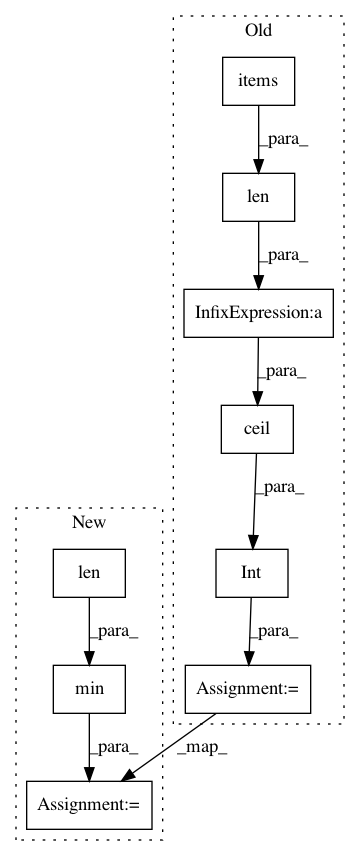 Old
items
_para_
len
_para_
InfixExpression:a
_para_
ceil
_para_
New
len
Int
_para_
_para_
min
Assignment:=
_para_
_map_
Assignment:=